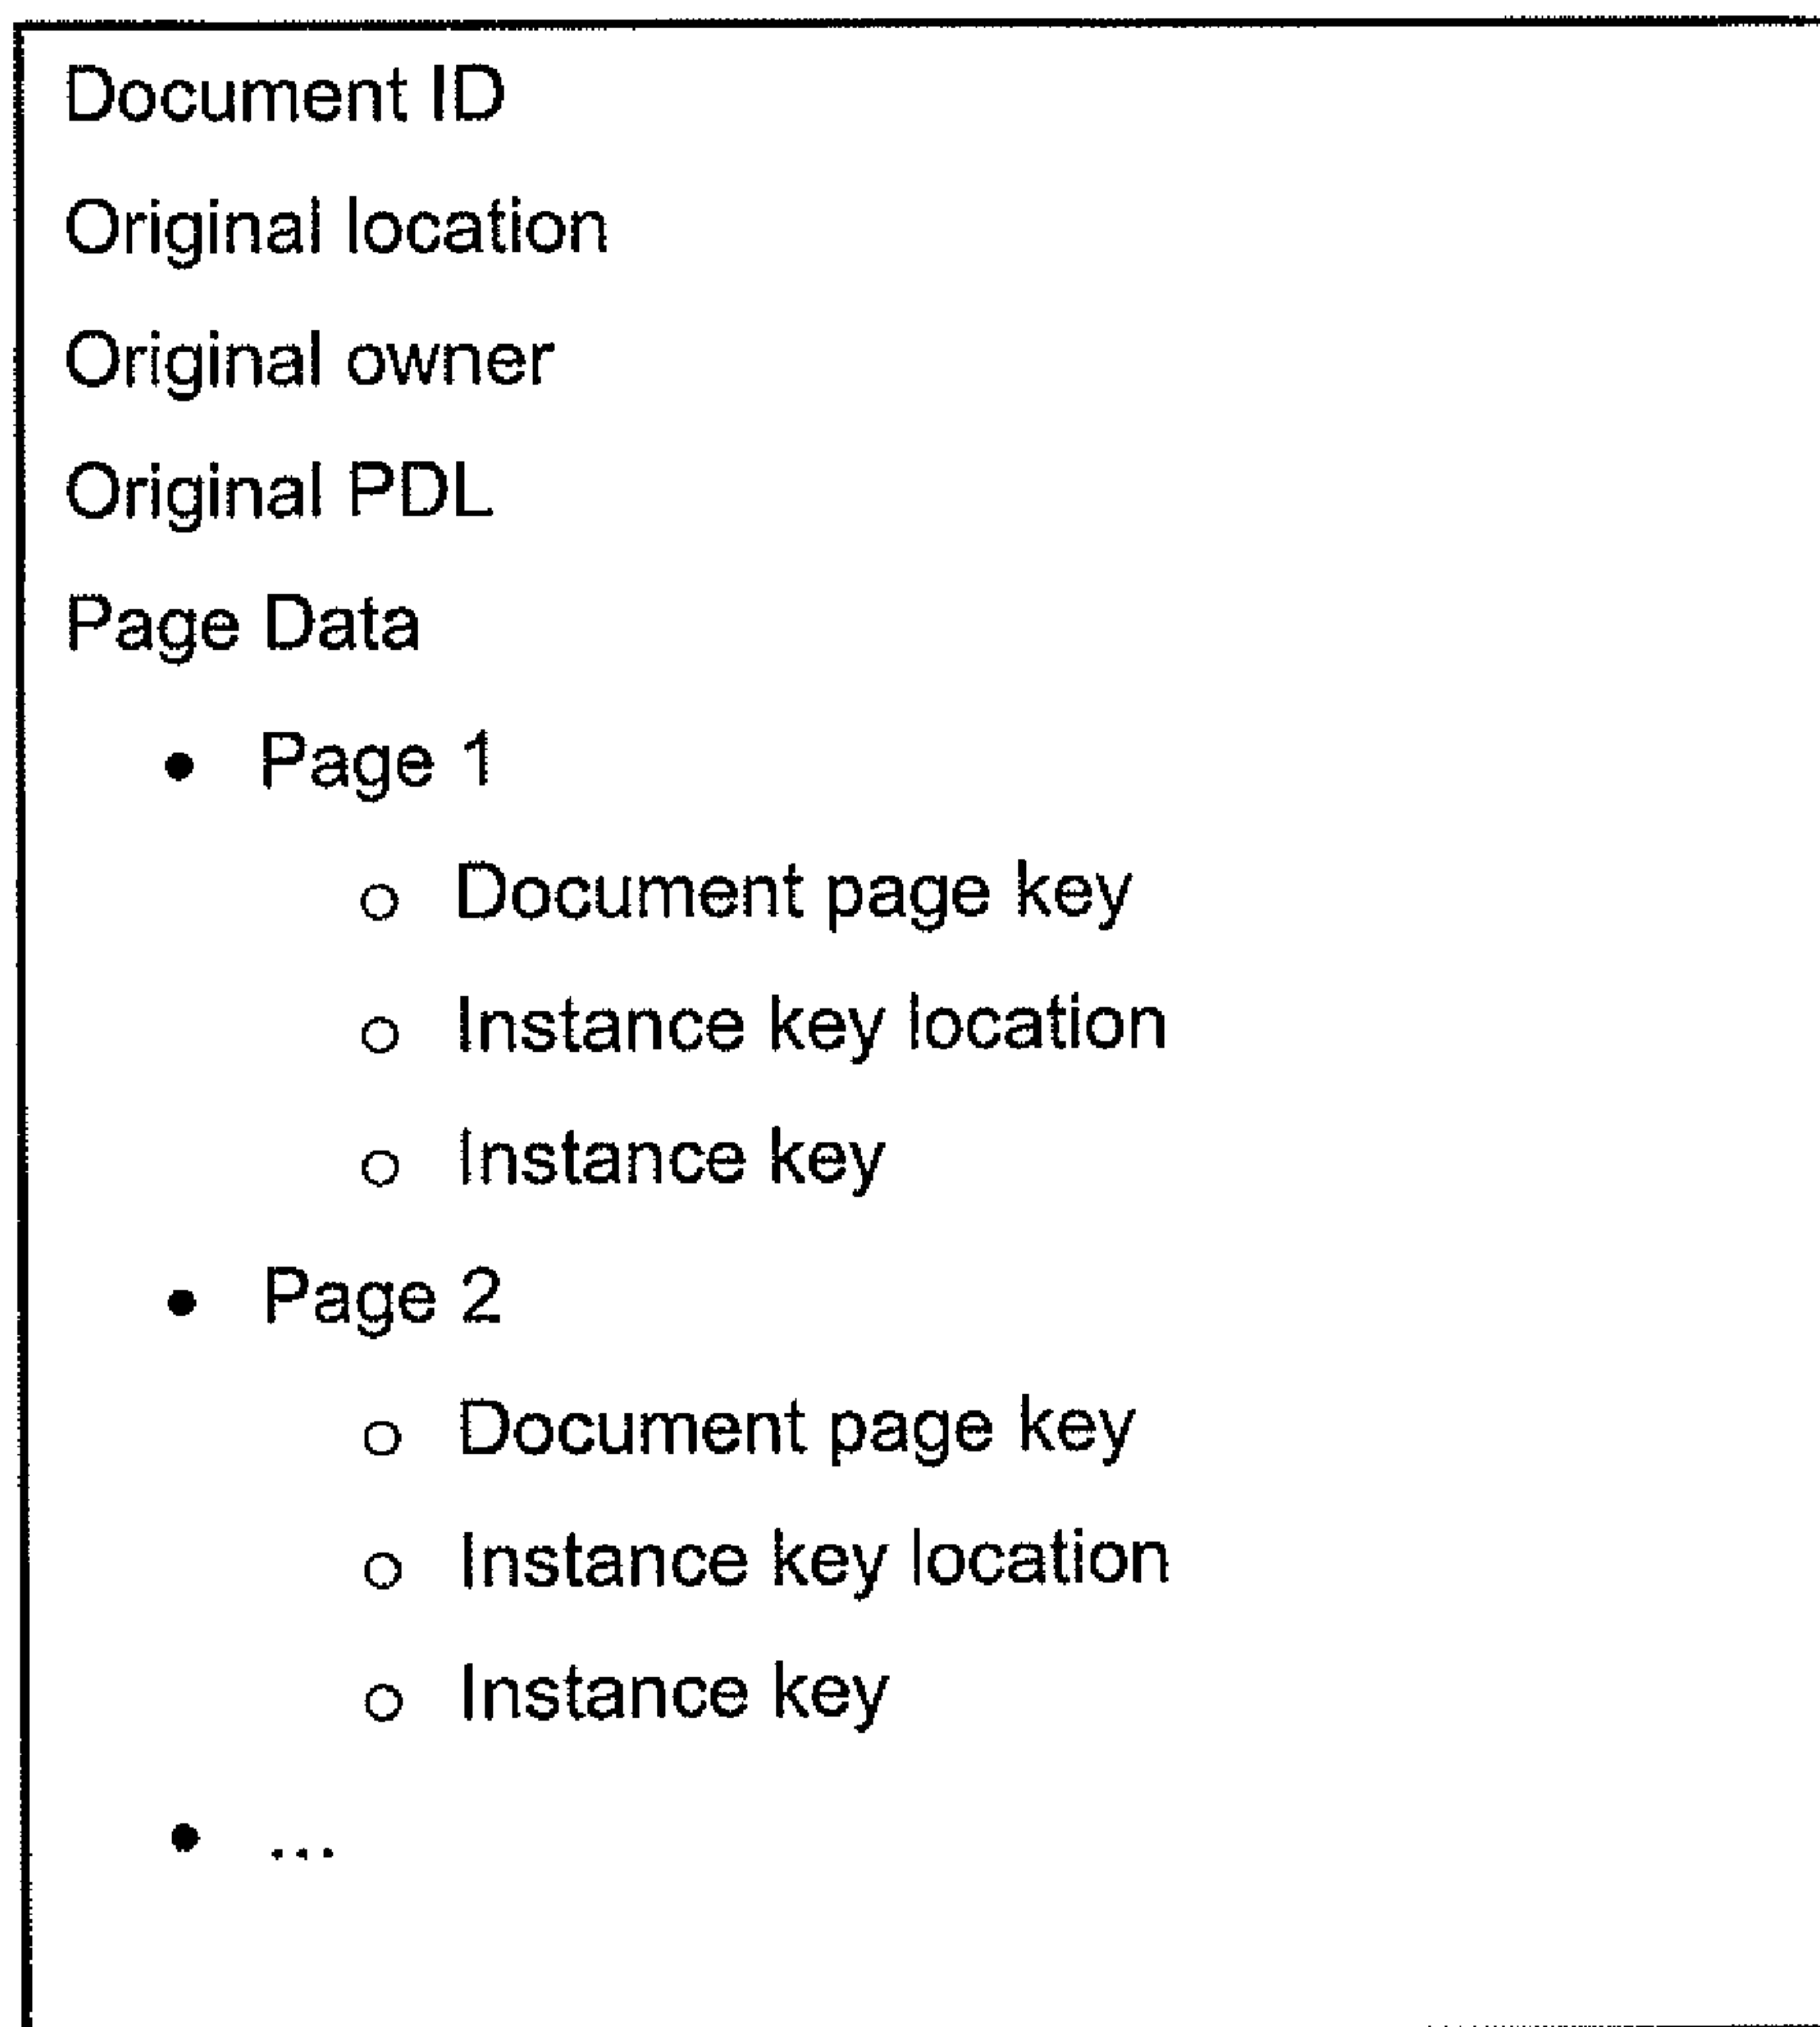 Document ID
Original location
Original owner
Original PDL
Page Data
• Page 1
○ Document page key
○ Instance key location
○ Instance key
• Page 2
○ Document page key
○ Instance key location
○ Instance key
• ...